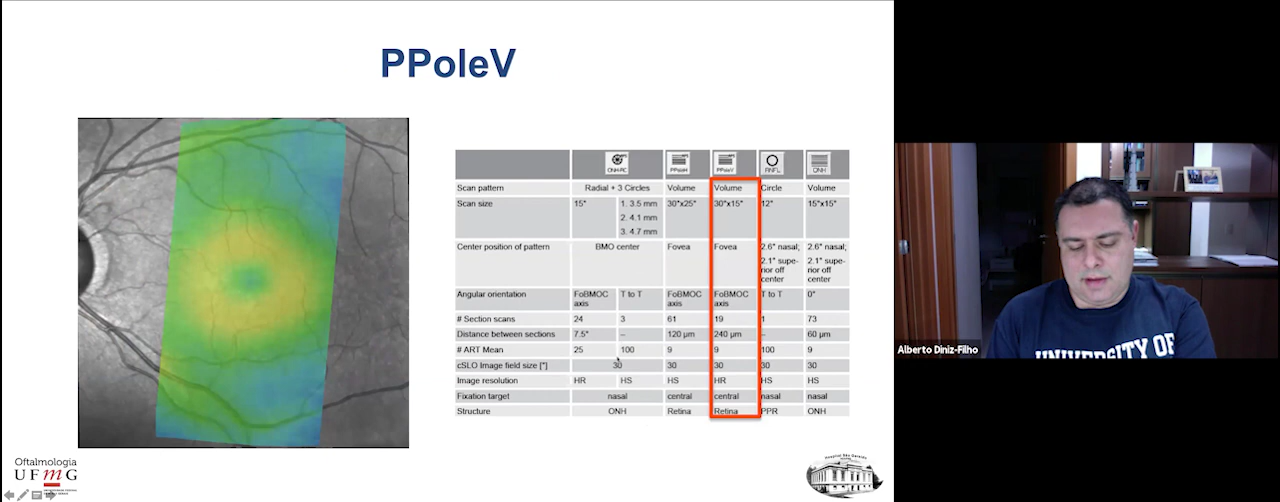 PPoleV
ONH-RC PPoleH PPoleV RNFL ONH
Scan pattern Radial + 3 Circles Volume Volume Circle Volume
Scan size 15° 1. 3.5 mm 30°x25° 30°x15° 12° 15°x15°
2. 4.1 mm
3. 4.7 mm
Center position of pattern BMO center Fovea Fovea 2.6° nasal; 2.6° nasal;
2.1° supe- 2.1° supe-
rior off rior off
center center
Angular orientation FoBMOC T to T FoBMOC FoBMOC T to T 0°
axis axis axis
# Section scans 24 3 61 19 1 73
Distance between sections 7.5° – 120 µm 240 µm – 60 µm
# ART Mean 25 100 9 9 100 9
cSLO Image field size [°] 30 30 30 30 30
Image resolution HR HS HS HR HS HS
Fixation target nasal central central nasal nasal
Structure ONH Retina Retina PPR ONH
Oftalmologia
UFmG
Hospital São Geraldo
Alberto Diniz-Filho
UNIVERSITY OF